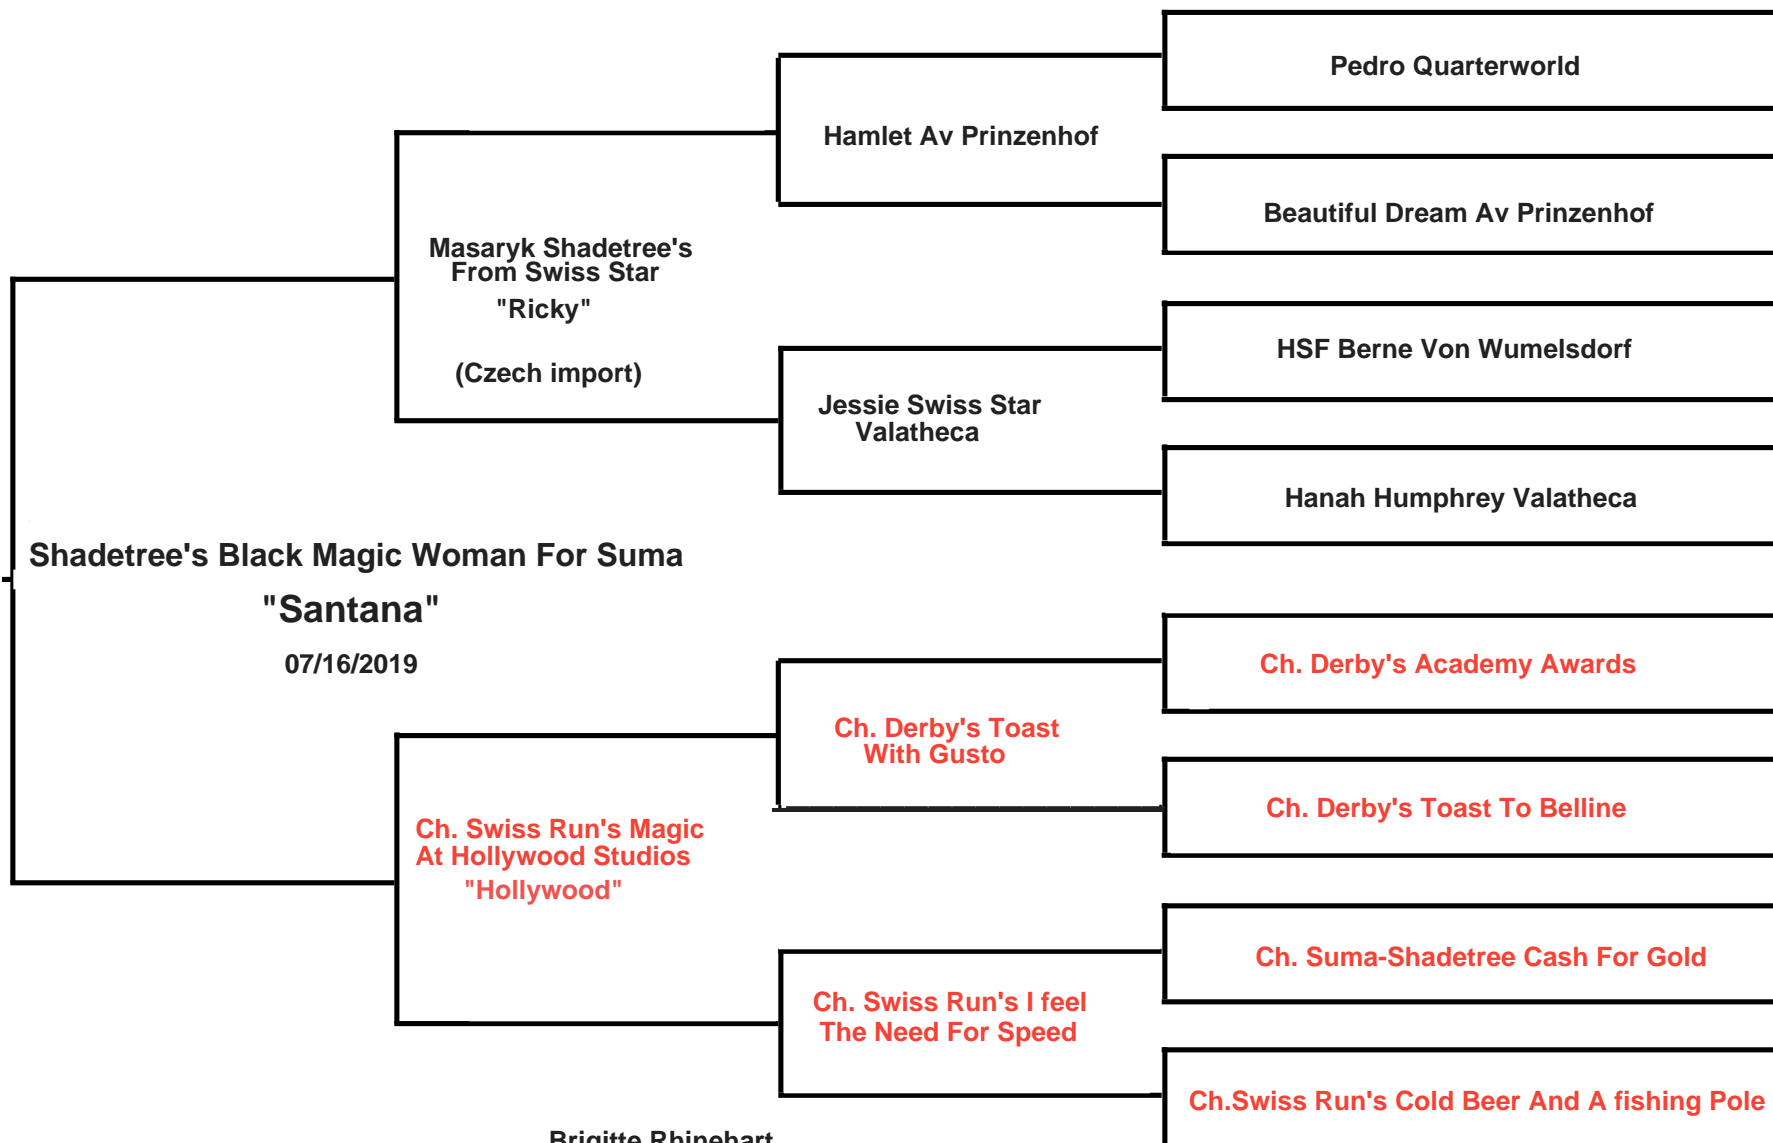 Pedro Quarterworld
Hamlet Av Prinzenhof
Beautiful Dream Av Prinzenhof
Masaryk Shadetree's
From Swiss Star
"Ricky"
(Czech import)
HSF Berne Von Wumelsdorf
Jessie Swiss Star
Valatheca
Hanah Humphrey Valatheca
Shadetree's Black Magic Woman For Suma
"Santana"
07/16/2019
Ch. Derby's Academy Awards
Ch. Derby's Toast
With Gusto
Ch. Derby's Toast To Belline
Ch. Swiss Run's Magic
At Hollywood Studios
"Hollywood"
Ch. Suma-Shadetree Cash For Gold
Ch. Swiss Run's I feel
The Need For Speed
Ch.Swiss Run's Cold Beer And A fishing Pole
Brigitte Rhinehart